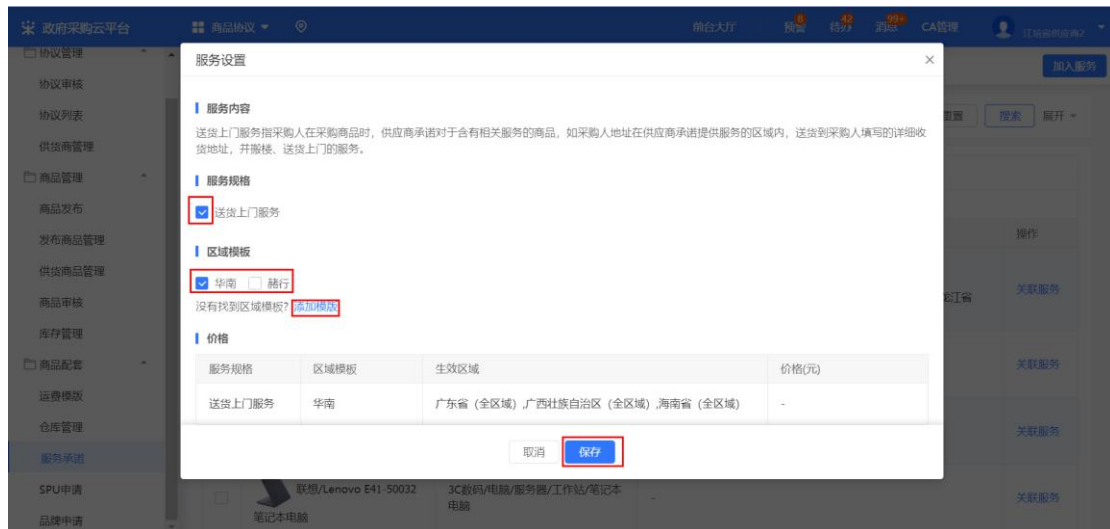 政府采购云平台
商品协议
前台大厅
预警
8
待办
42
消息
99+
CA管理
协议管理
协议审核
协议列表
供货商管理
商品管理
商品发布
发布商品管理
供货商品管理
商品审核
库存管理
商品配套
运费模版
仓库管理
服务承诺
SPU申请
品牌申请
加入服务
搜索
展开
操作
关联服务
关联服务
关联服务
关联服务
服务设置
服务内容
送货上门服务指采购人在采购商品时，供应商承诺对于含有相关服务的商品，如采购人地址在供应商承诺提供服务的区域内，送货到采购人填写的详细收
货地址，并搬楼、送货上门的服务。
服务规格
送货上门服务
区域模板
华南 赭行
没有找到区域模板? 添加模版
价格
服务规格 区域模板 生效区域 价格(元)
送货上门服务 华南 广东省（全区域）,广西壮族自治区（全区域）,海南省（全区域） -
取消 保存
联想/Lenovo E41-50032
笔记本电脑
3C数码/电脑/服务器/工作站/笔记本
电脑
-